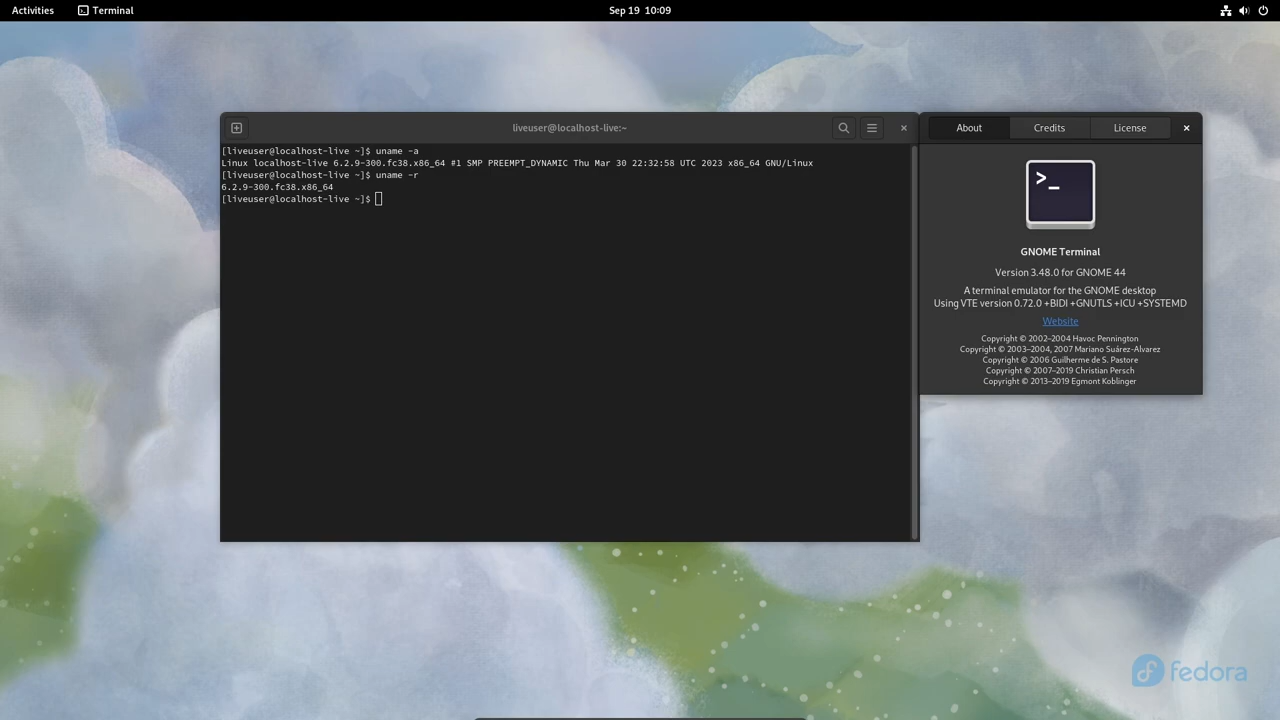 Activities
Terminal
Sep 19 10:09
liveuser@localhost-live:~
[liveuser@localhost-live ~]$ uname -a
Linux localhost-live 6.2.9-300.fc38.x86_64 #1 SMP PREEMPT_DYNAMIC Thu Mar 30 22:32:58 UTC 2023 x86_64 GNU/Linux
[liveuser@localhost-live ~]$ uname -r
6.2.9-300.fc38.x86_64
[liveuser@localhost-live ~]$
About
Credits
License
>_
GNOME Terminal
Version 3.48.0 for GNOME 44
A terminal emulator for the GNOME desktop
Using VTE version 0.72.0 +BIDI +GNUTLS +ICU +SYSTEMD
Website
Copyright © 2002–2004 Havoc Pennington
Copyright © 2003–2004, 2007 Mariano Suárez-Alvarez
Copyright © 2006 Guilherme de S. Pastore
Copyright © 2007–2019 Christian Persch
Copyright © 2013–2019 Egmont Koblinger
fedora